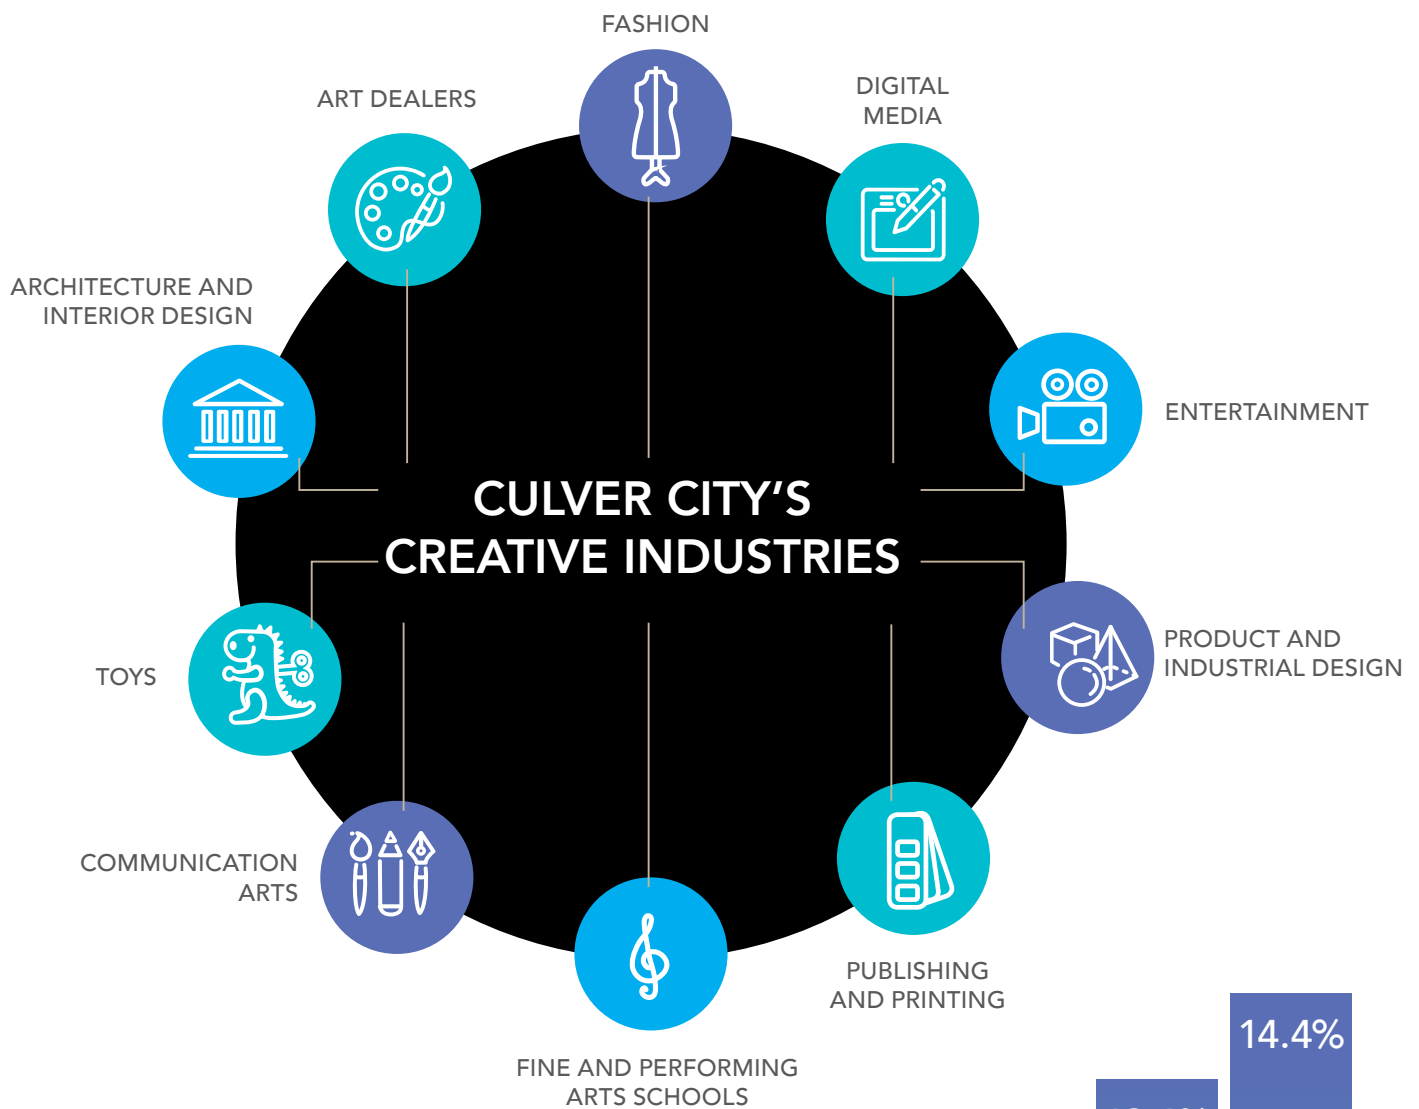 FASHION
ART DEALERS
DIGITAL
MEDIA
ARCHITECTURE AND
INTERIOR DESIGN
ENTERTAINMENT
CULVER CITY’S
CREATIVE INDUSTRIES
PRODUCT AND
INDUSTRIAL DESIGN
TOYS
COMMUNICATION
ARTS
PUBLISHING
AND PRINTING
FINE AND PERFORMING
ARTS SCHOOLS
14.4%